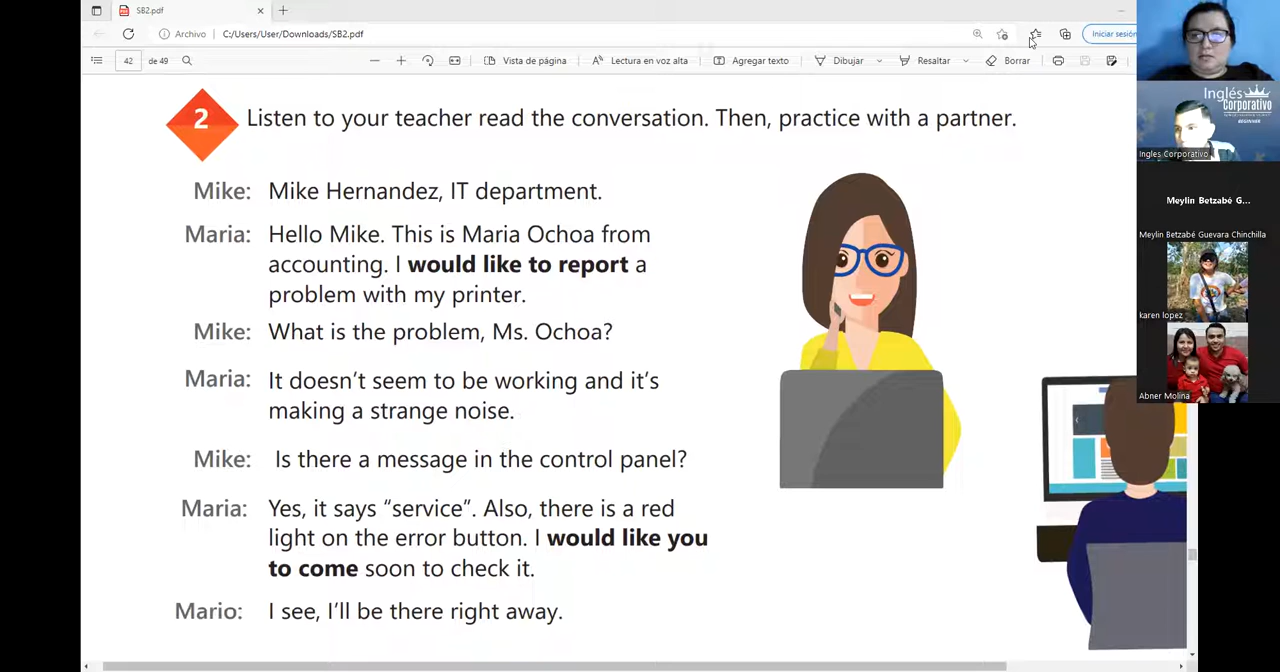 SB2.pdf
Archivo C:/Users/User/Downloads/SB2.pdf Iniciar sesión
42 de 49 Vista de página Lectura en voz alta Agregar texto Dibujar Resaltar Borrar
2 Listen to your teacher read the conversation. Then, practice with a partner.
Mike: Mike Hernandez, IT department.
Maria: Hello Mike. This is Maria Ochoa from
accounting. I would like to report a
problem with my printer.
Mike: What is the problem, Ms. Ochoa?
Maria: It doesn't seem to be working and it's
making a strange noise.
Mike: Is there a message in the control panel?
Maria: Yes, it says “service”. Also, there is a red
light on the error button. I would like you
to come soon to check it.
Mario: I see, I'll be there right away.
Inglés
Corporativo
BEGINNER
Ingles Corporativo
Meylin Betzabé G...
Meylin Betzabé Guevara Chinchilla
karen lopez
Abner Molina